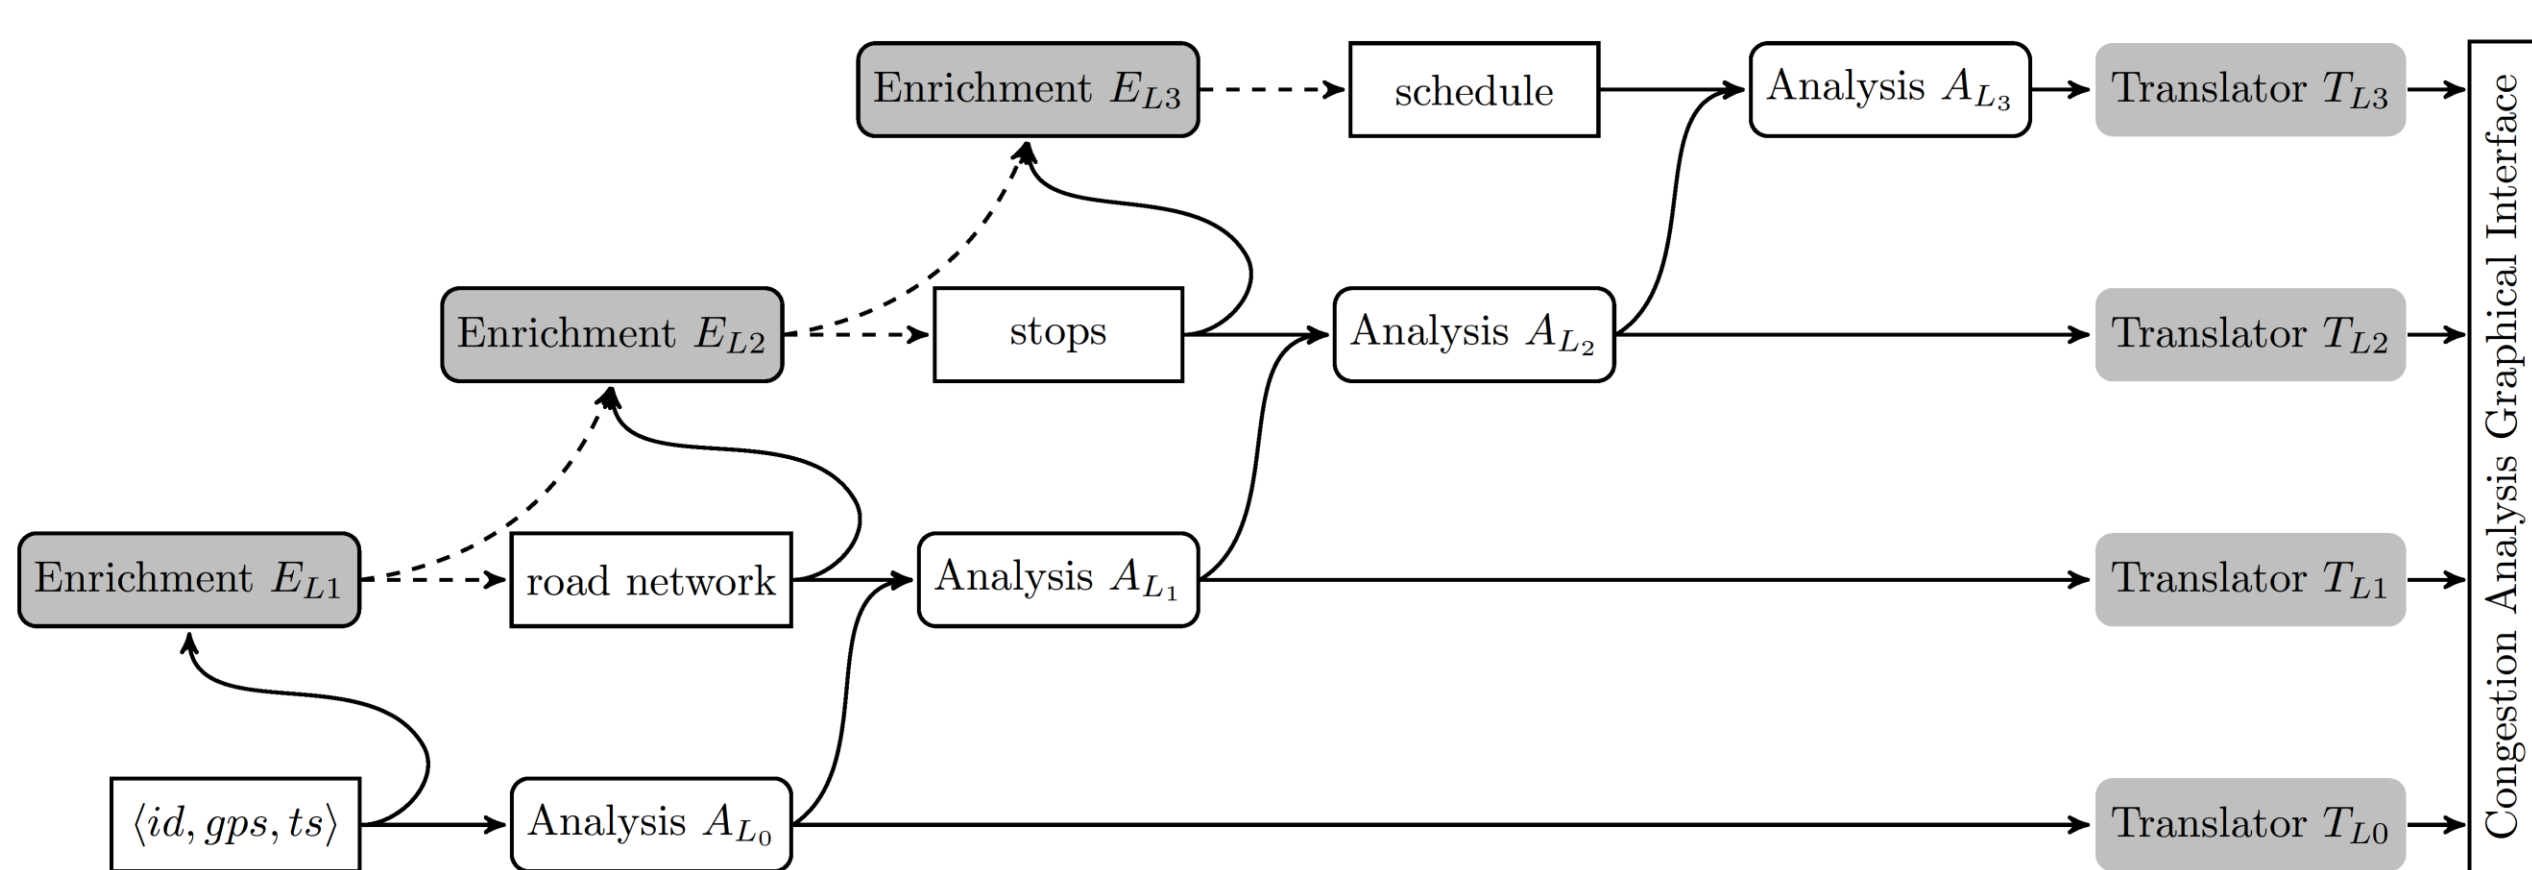 Enrichment E_{L3}
schedule
Analysis A_{L_3}
Translator T_{L3}
Enrichment E_{L2}
stops
Analysis A_{L_2}
Translator T_{L2}
Enrichment E_{L1}
road network
Analysis A_{L_1}
Translator T_{L1}
⟨id, gps, ts⟩
Analysis A_{L_0}
Translator T_{L0}
Congestion Analysis Graphical Interface